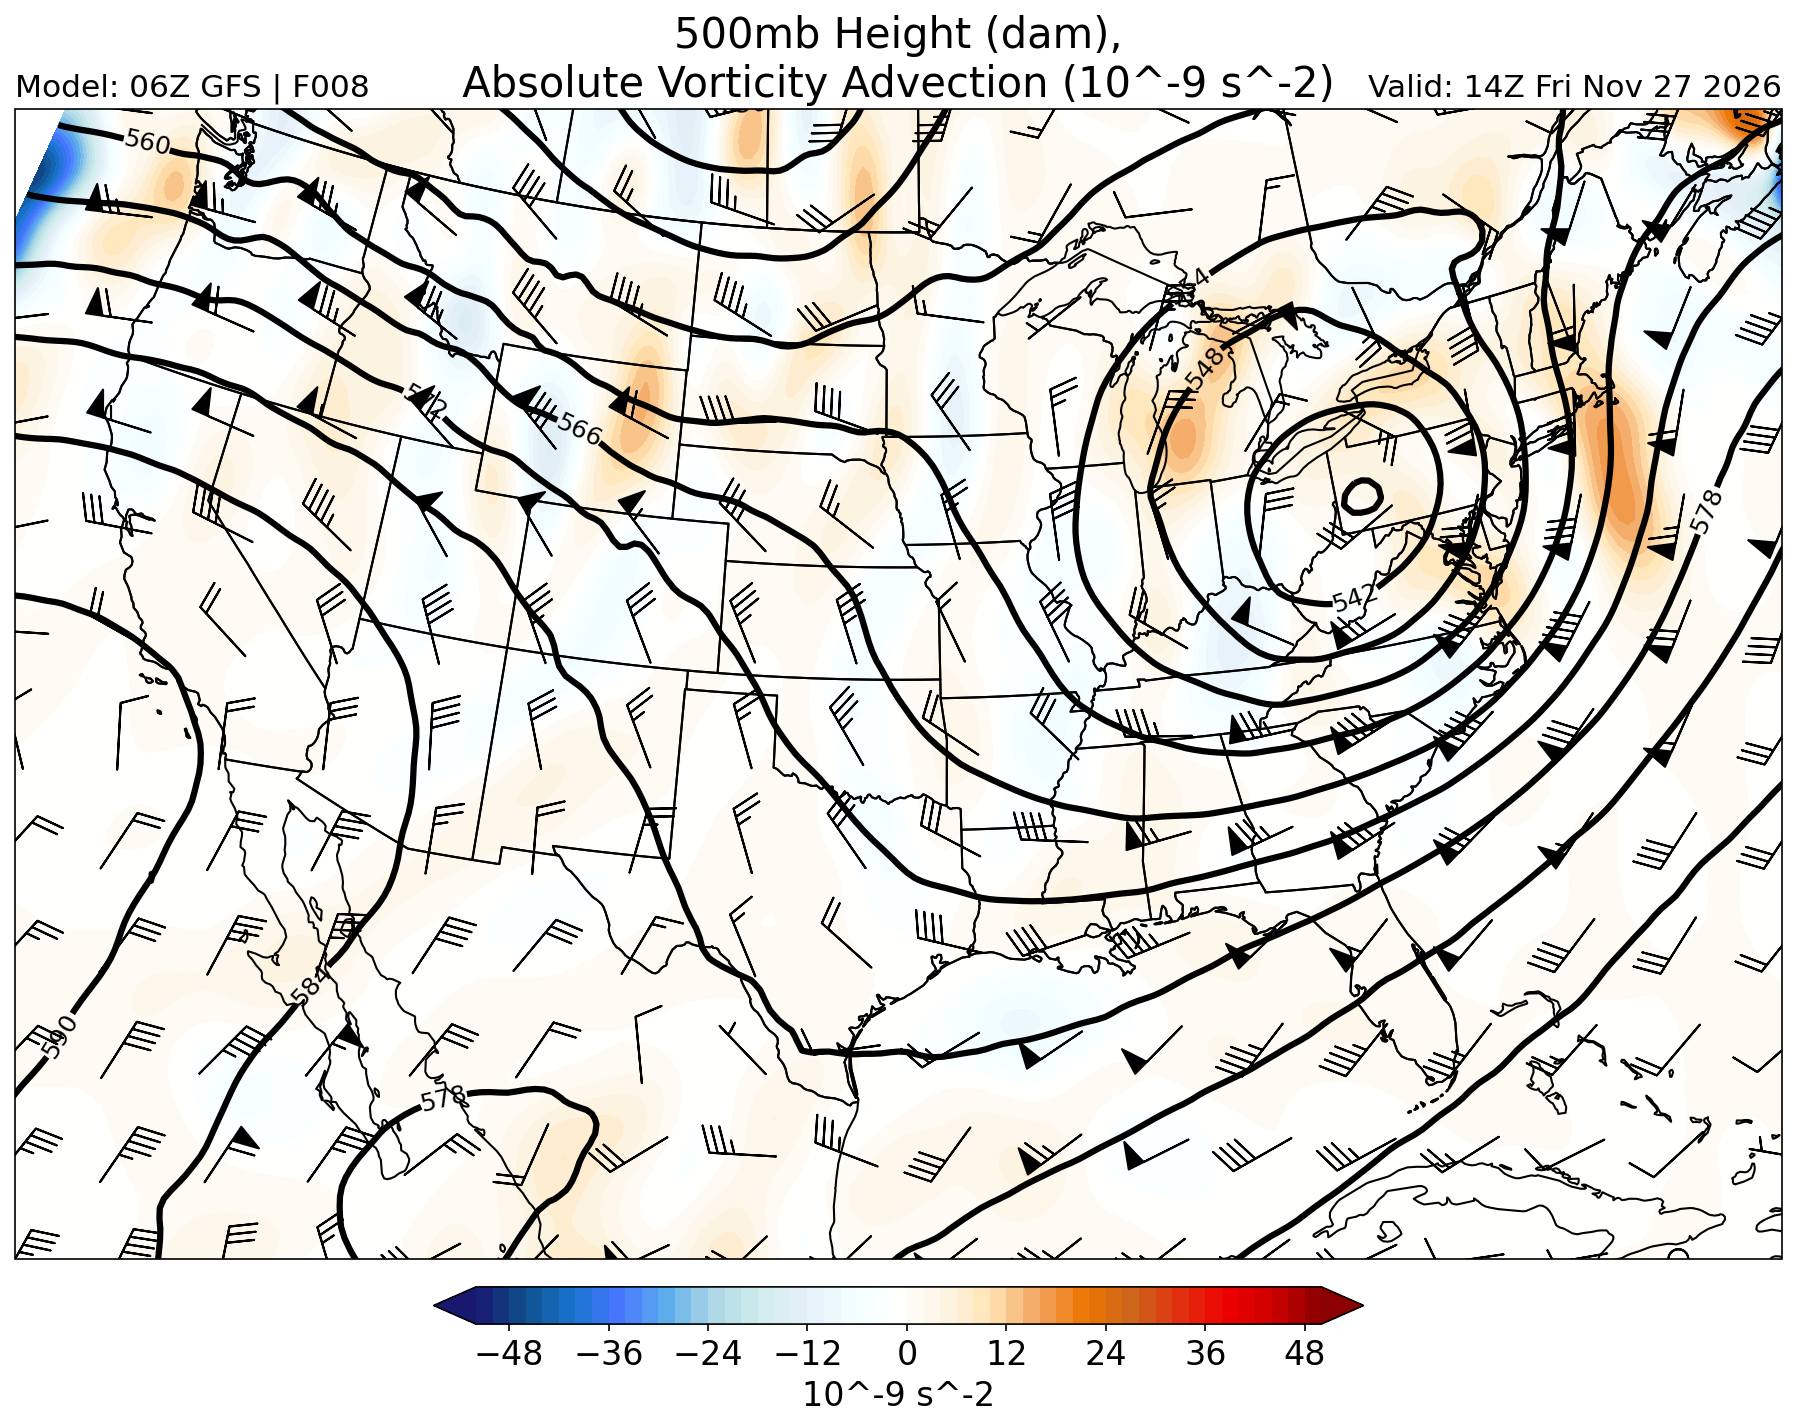 500mb Height (dam),
Model: 06Z GFS | F008
Absolute Vorticity Advection (10^-9 s^-2)
Valid: 14Z Fri Nov 27 2026
560
548
566
578
542
590
584
578
−48 −36 −24 −12 0 12 24 36 48
10^-9 s^-2